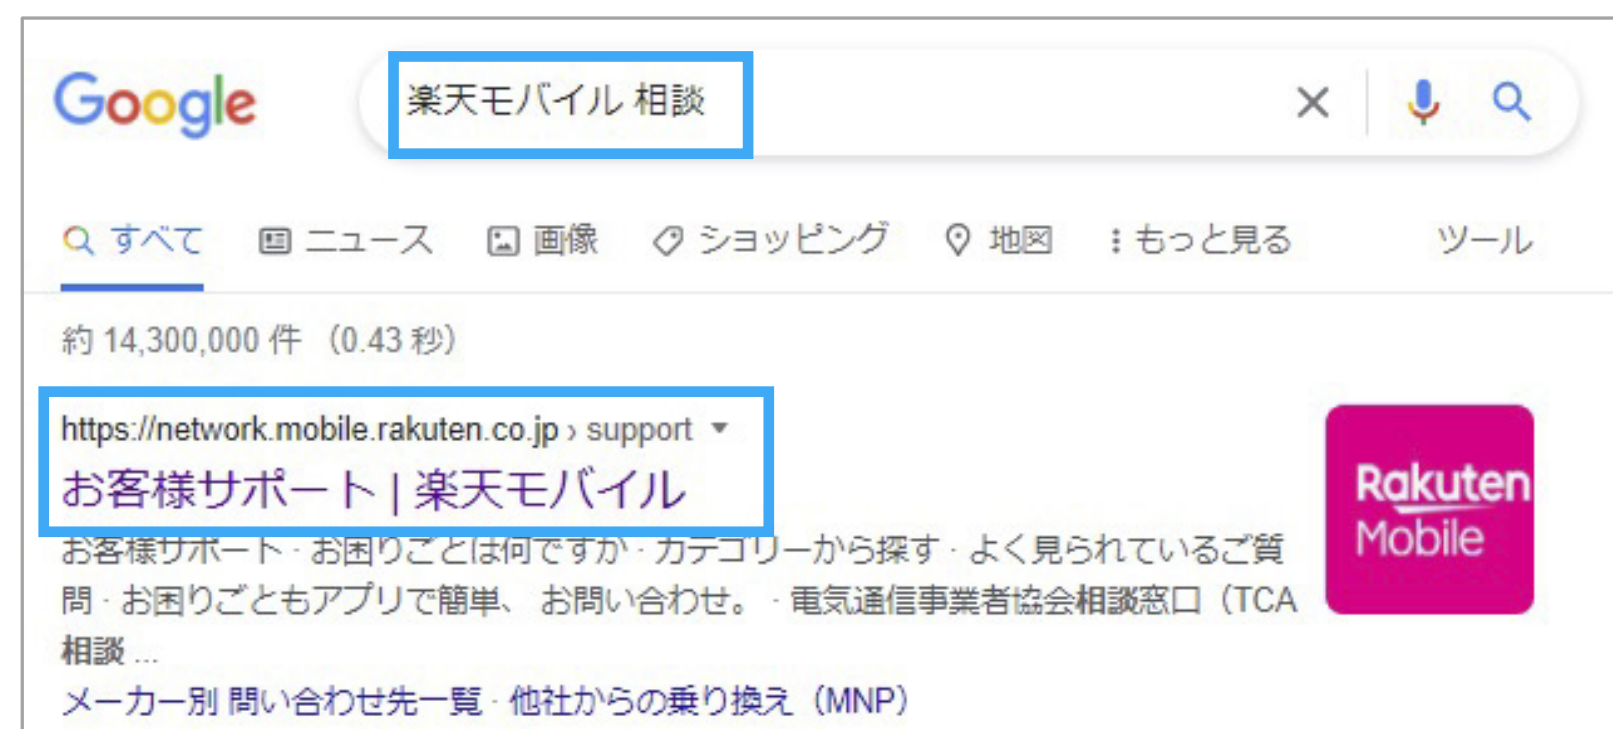 Google
楽天モバイル 相談
すべて ニュース 画像 ショッピング 地図 もっと見る ツール
約 14,300,000 件 （0.43 秒）
https://network.mobile.rakuten.co.jp › support
お客様サポート | 楽天モバイル
お客様サポート · お困りごとは何ですか · カテゴリーから探す · よく見られているご質
問 · お困りごともアプリで簡単、 お問い合わせ。 · 電気通信事業者協会相談窓口（TCA
相談 ...
メーカー別 問い合わせ先一覧 · 他社からの乗り換え（MNP）
Rakuten
Mobile